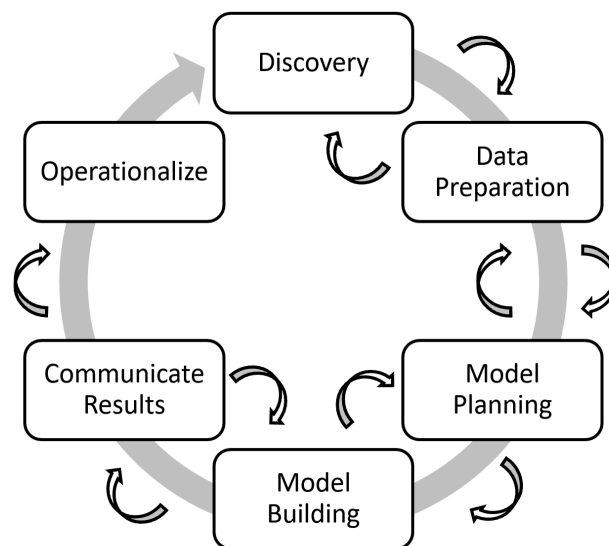 Discovery
Data
Preparation
Model
Planning
Model
Building
Communicate
Results
Operationalize